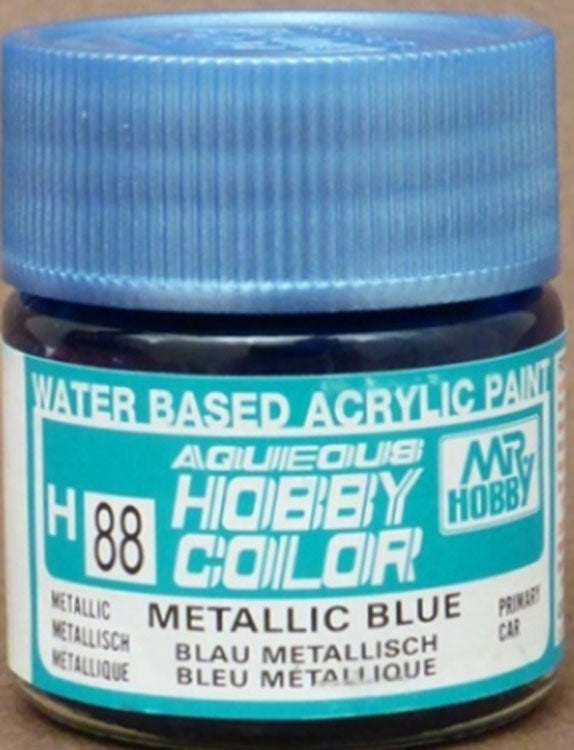 WATER BASED ACRYLIC PAINT
AQUEOUS
HOBBY
COLOR
H 88
MR
HOBBY
METALLIC
METALLISCH
METALLIQUE
METALLIC BLUE
BLAU METALLISCH
BLEU METALLIQUE
PRIMARY
CAR